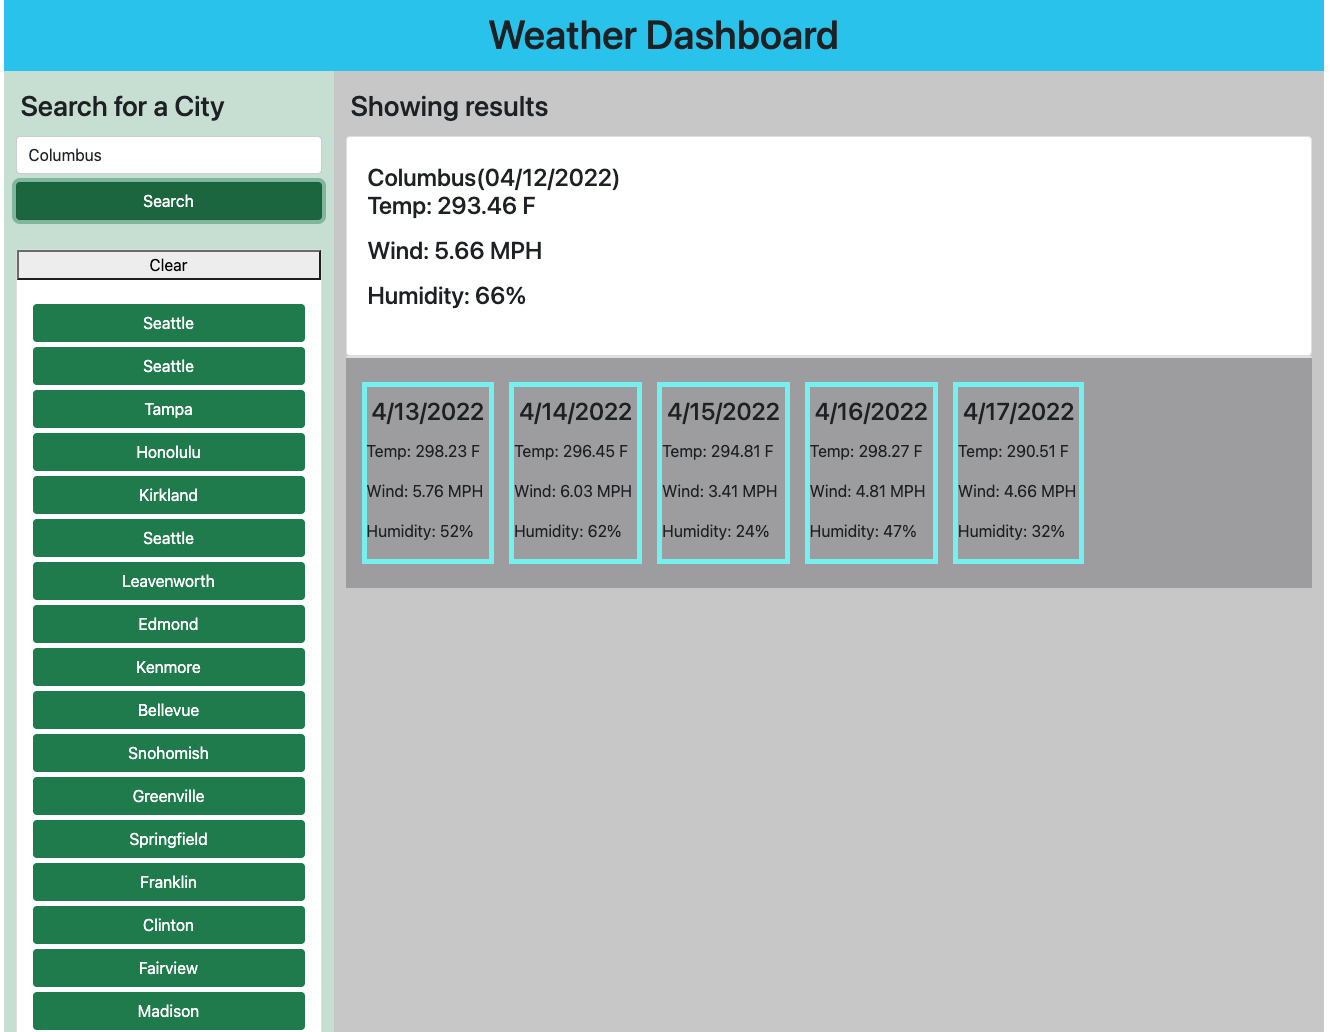 Weather Dashboard
Search for a City
Columbus
Search
Clear
Seattle
Seattle
Tampa
Honolulu
Kirkland
Seattle
Leavenworth
Edmond
Kenmore
Bellevue
Snohomish
Greenville
Springfield
Franklin
Clinton
Fairview
Madison
Showing results
Columbus(04/12/2022)
Temp: 293.46 F
Wind: 5.66 MPH
Humidity: 66%
4/13/2022
Temp: 298.23 F
Wind: 5.76 MPH
Humidity: 52%
4/14/2022
Temp: 296.45 F
Wind: 6.03 MPH
Humidity: 62%
4/15/2022
Temp: 294.81 F
Wind: 3.41 MPH
Humidity: 24%
4/16/2022
Temp: 298.27 F
Wind: 4.81 MPH
Humidity: 47%
4/17/2022
Temp: 290.51 F
Wind: 4.66 MPH
Humidity: 32%